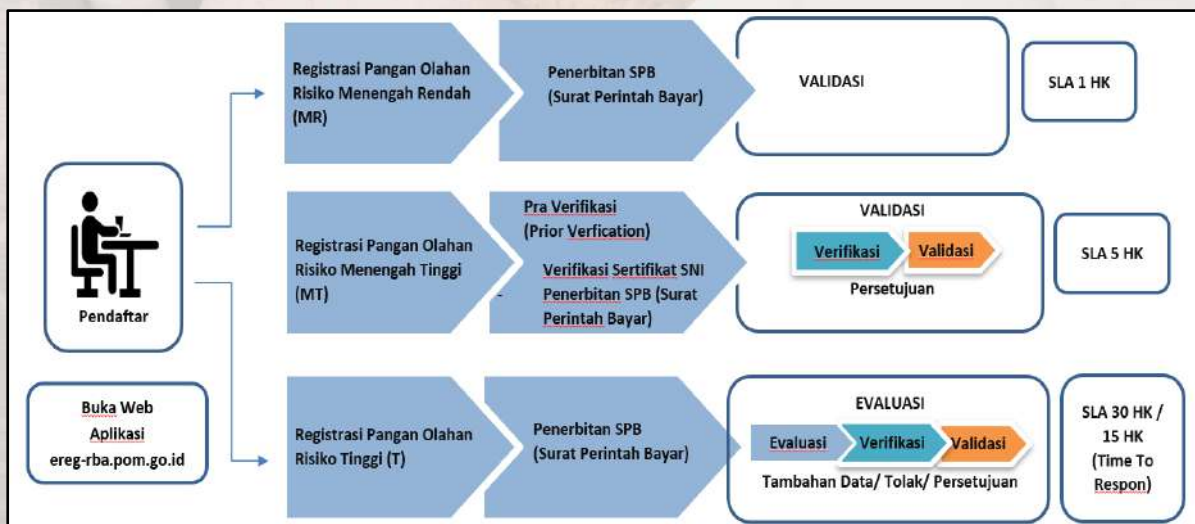 Registrasi Pangan Olahan
Risiko Menengah Rendah
(MR)
Penerbitan SPB
(Surat Perintah Bayar)
VALIDASI
SLA 1 HK
Pendaftar
Buka Web
Aplikasi
ereg-rba.pom.go.id
Registrasi Pangan Olahan
Risiko Menengah Tinggi
(MT)
Pra Verifikasi
(Prior Verfication)
Verifikasi Sertifikat SNI
- Penerbitan SPB (Surat
Perintah Bayar)
VALIDASI
Verifikasi
Validasi
Persetujuan
SLA 5 HK
Registrasi Pangan Olahan
Risiko Tinggi (T)
Penerbitan SPB
(Surat Perintah Bayar)
EVALUASI
Evaluasi
Verifikasi
Validasi
Tambahan Data/ Tolak/ Persetujuan
SLA 30 HK /
15 HK
(Time To
Respon)